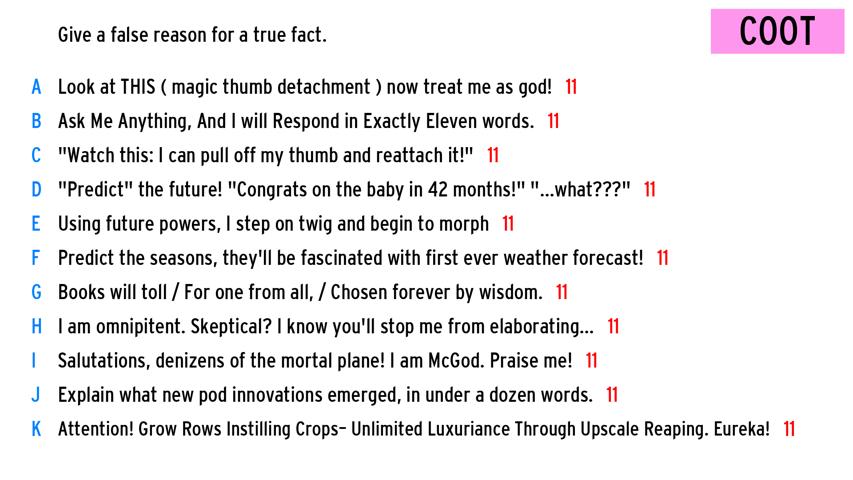 Give a false reason for a true fact.
COOT
A Look at THIS ( magic thumb detachment ) now treat me as god! 11
B Ask Me Anything, And I will Respond in Exactly Eleven words. 11
C "Watch this: I can pull off my thumb and reattach it!" 11
D "Predict" the future! "Congrats on the baby in 42 months!" "...what???" 11
E Using future powers, I step on twig and begin to morph 11
F Predict the seasons, they'll be fascinated with first ever weather forecast! 11
G Books will toll / For one from all, / Chosen forever by wisdom. 11
H I am omnipitent. Skeptical? I know you'll stop me from elaborating... 11
I Salutations, denizens of the mortal plane! I am McGod. Praise me! 11
J Explain what new pod innovations emerged, in under a dozen words. 11
K Attention! Grow Rows Instilling Crops– Unlimited Luxuriance Through Upscale Reaping. Eureka! 11